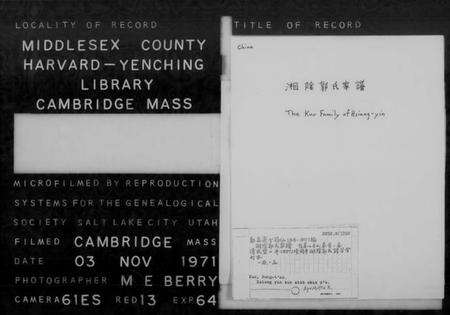 LOCALITY OF RECORD
MIDDLESEX COUNTY
HARVARD-YENCHING
LIBRARY
CAMBRIDGE MASS
MICROFILMED BY REPRODUCTION
SYSTEMS FOR THE GENEALOGICAL
SOCIETY SALT LAKE CITY UTAH
FILMED CAMBRIDGE MASS
DATE 03 NOV 1971
PHOTOGRAPHER M E BERRY
CAMERA 61ES RED 13 EXP 64
TITLE OF RECORD
China
湘陰郭氏家譜
The Kuo Family of Hsiang-yin